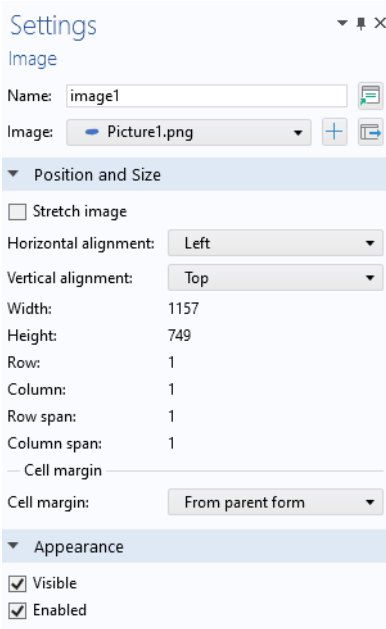 Settings
Image
Name: image1
Image: Picture1.png
Position and Size
Stretch image
Horizontal alignment: Left
Vertical alignment: Top
Width: 1157
Height: 749
Row: 1
Column: 1
Row span: 1
Column span: 1
Cell margin
Cell margin: From parent form
Appearance
Visible
Enabled